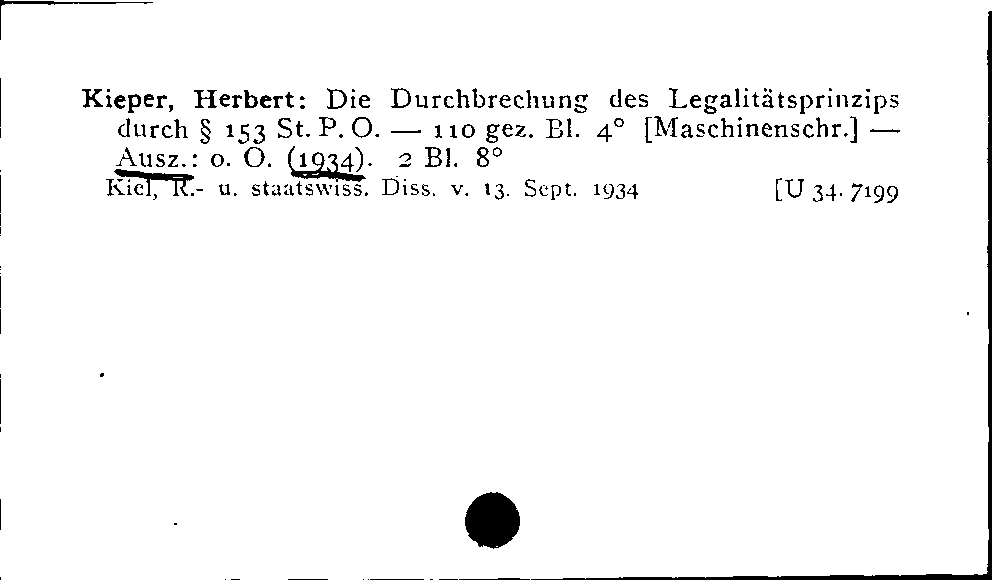 Kieper, Herbert: Die Durchbrechung des Legalitätsprinzips
durch § 153 St. P. O. — 110 gez. Bl. 4° [Maschinenschr.] —
Ausz.: o. O. (1934). 2 Bl. 8°
Kiel, R.- u. staatswiss. Diss. v. 13. Sept. 1934 [U 34. 7199